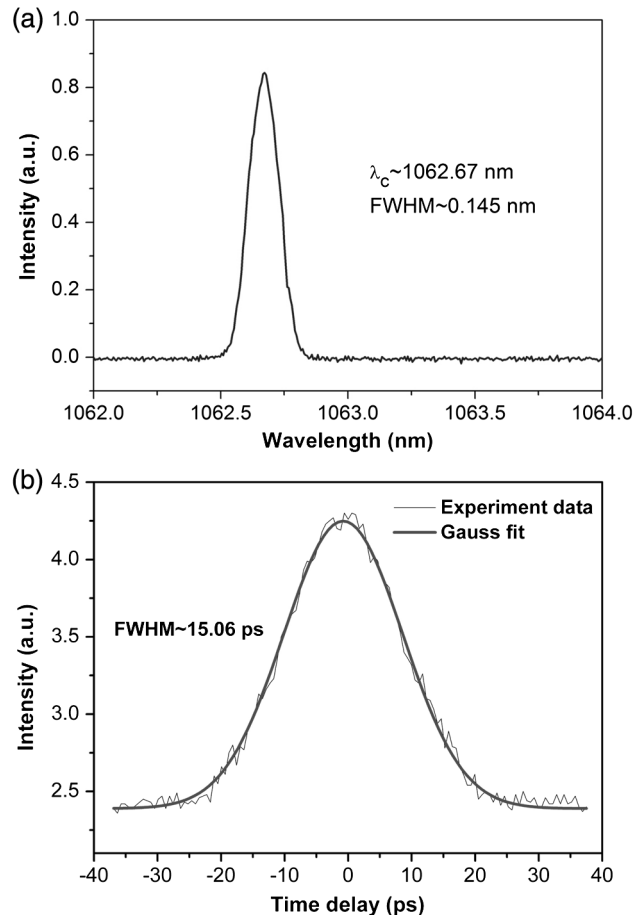 (a)
1.0
0.8
0.6
0.4
0.2
0.0
Intensity (a.u.)
λC~1062.67 nm
FWHM~0.145 nm
1062.0 1062.5 1063.0 1063.5 1064.0
Wavelength (nm)
(b)
4.5
4.0
3.5
3.0
2.5
Intensity (a.u.)
Experiment data
Gauss fit
FWHM~15.06 ps
-40 -30 -20 -10 0 10 20 30 40
Time delay (ps)